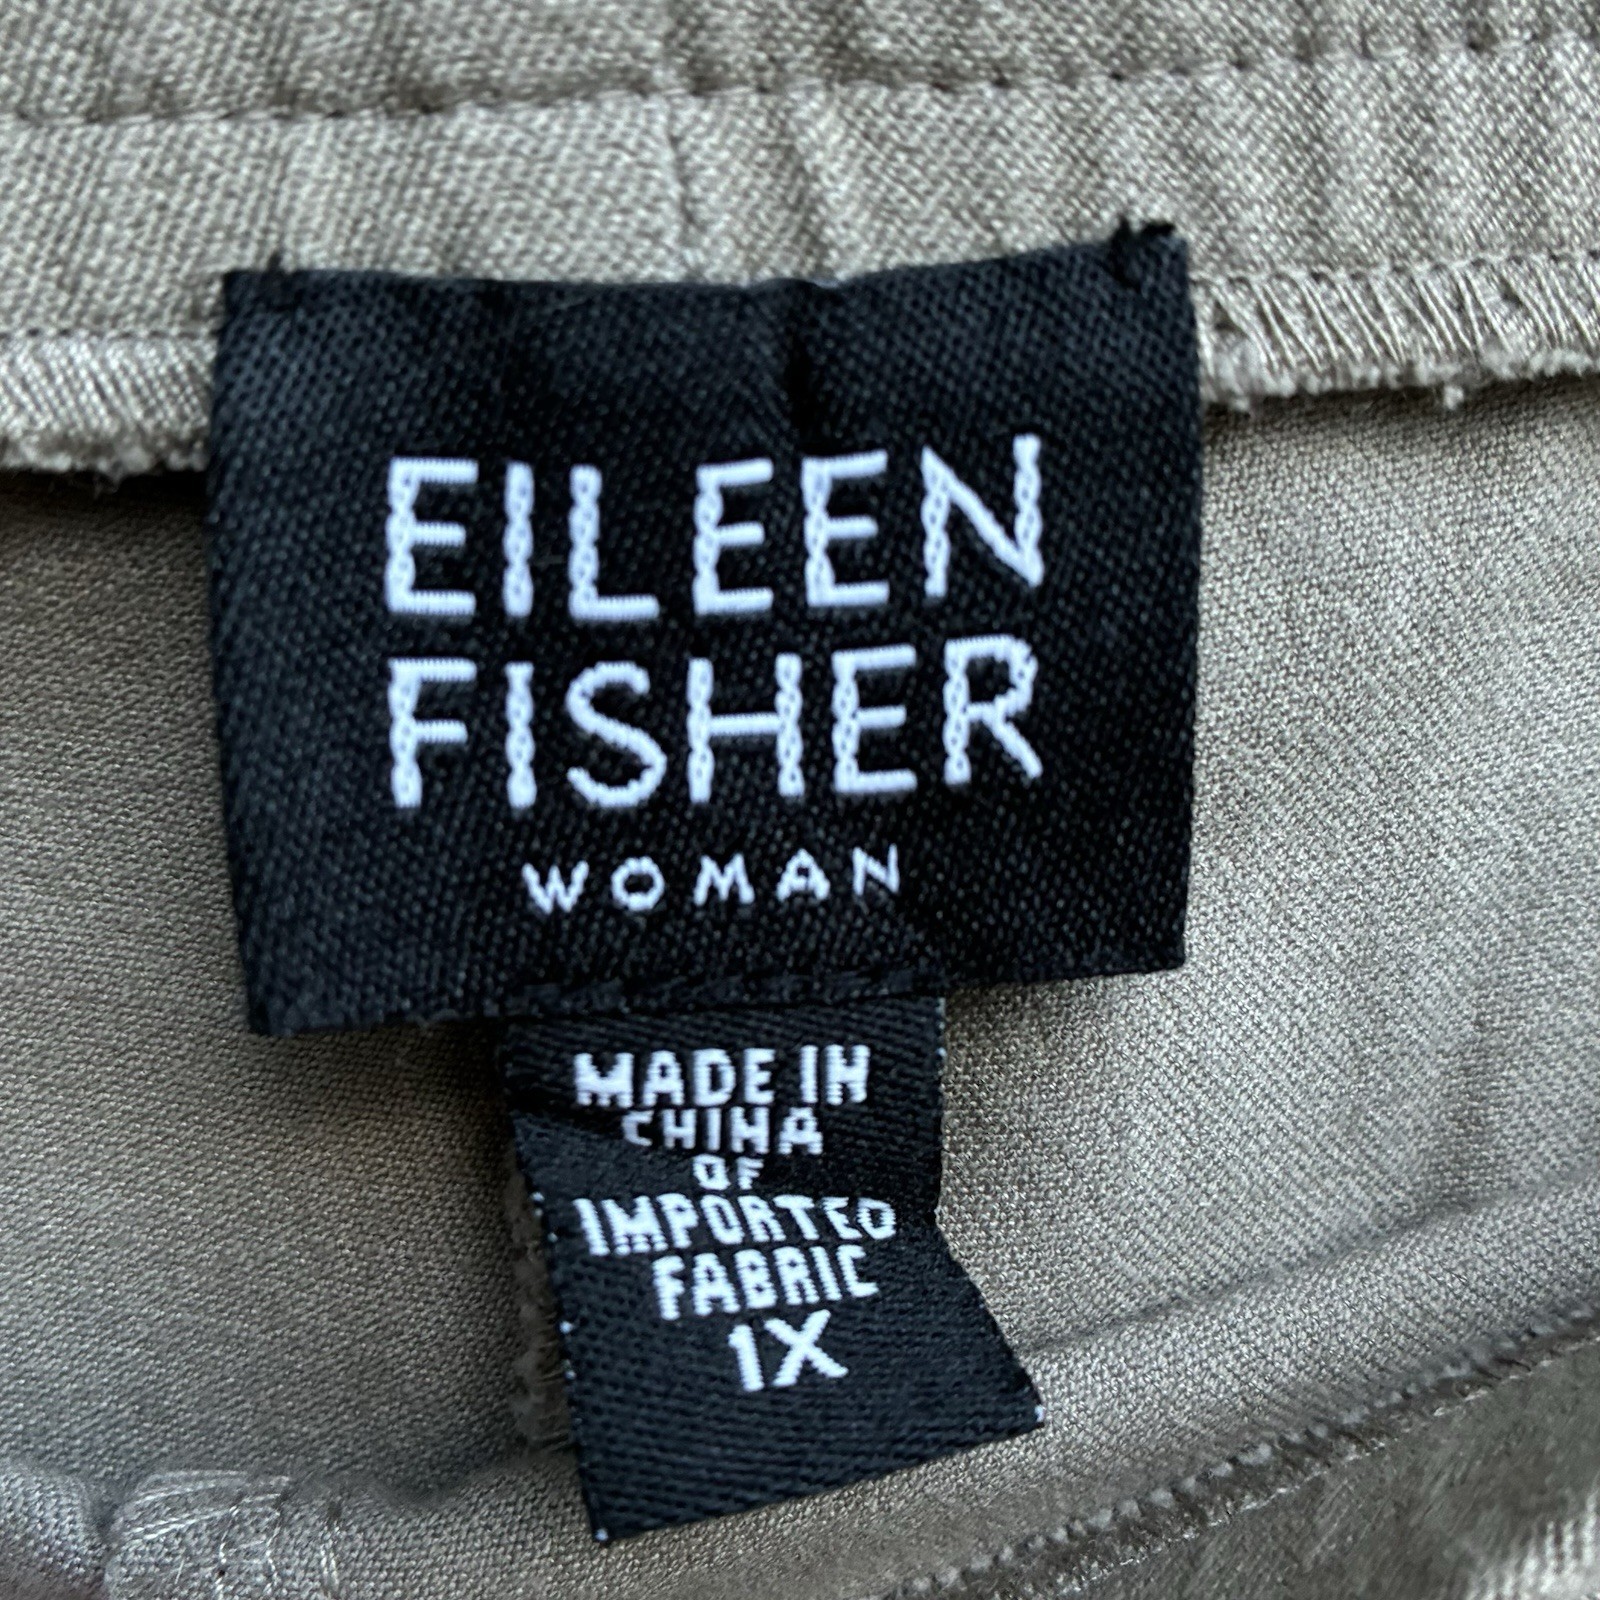 EILEEN
FISHER
WOMAN
MADE IN
CHINA
OF
IMPORTED
FABRIC
1X